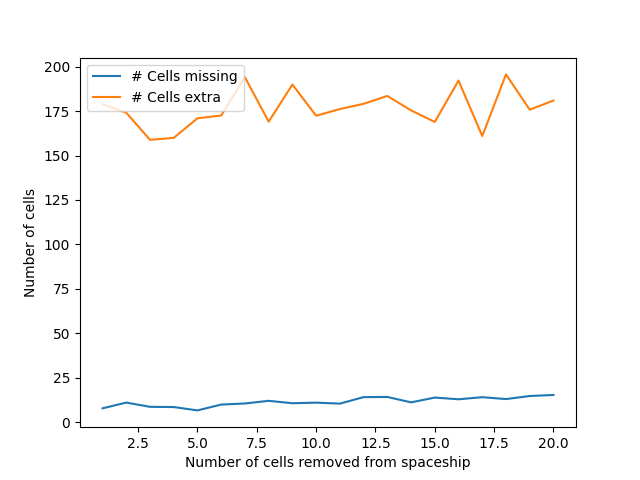 # Cells missing
# Cells extra
200
175
150
125
100
75
50
25
0
Number of cells
2.5 5.0 7.5 10.0 12.5 15.0 17.5 20.0
Number of cells removed from spaceship